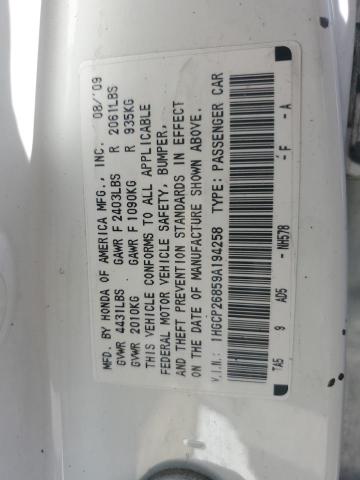 MFD. BY HONDA OF AMERICA MFG., INC. 08/'09
GVWR 4431LBS GAWR F 2403LBS R 2061LBS
GVWR 2010KG GAWR F 1090KG R 935KG
THIS VEHICLE CONFORMS TO ALL APPLICABLE
FEDERAL MOTOR VEHICLE SAFETY, BUMPER,
AND THEFT PREVENTION STANDARDS IN EFFECT
ON THE DATE OF MANUFACTURE SHOWN ABOVE.
V.I.N.: 1HGCP26859A194258 TYPE: PASSENGER CAR
TA5 9 AD5 -NH578 -F -A